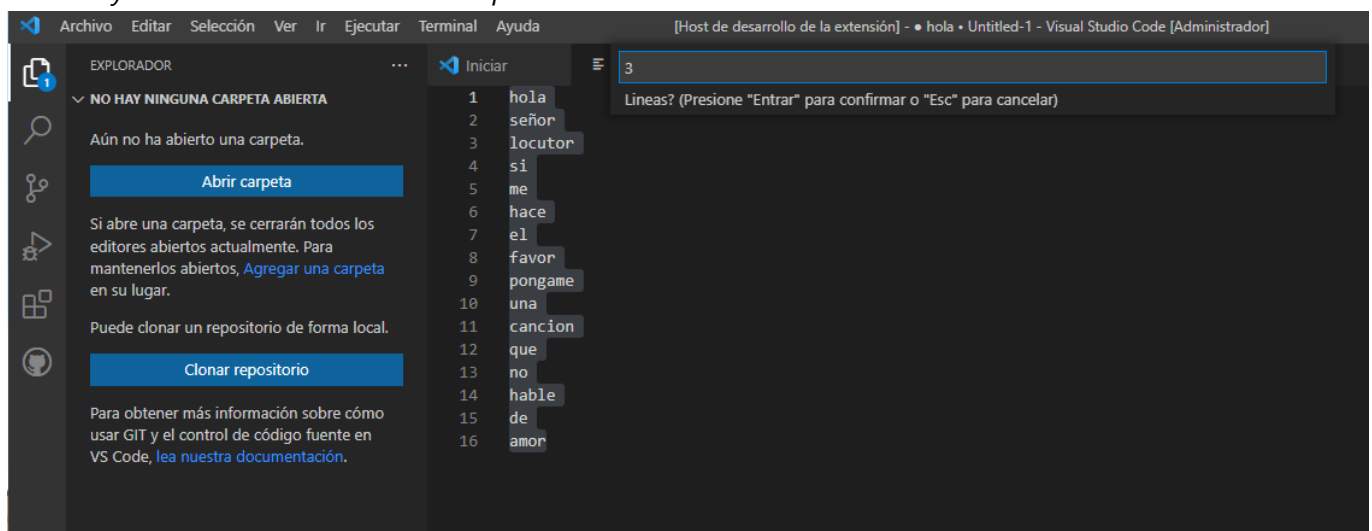 Archivo Editar Selección Ver Ir Ejecutar Terminal Ayuda [Host de desarrollo de la extensión] - ● hola • Untitled-1 - Visual Studio Code [Administrador]
EXPLORADOR ...
Iniciar
3
Lineas? (Presione "Entrar" para confirmar o "Esc" para cancelar)
NO HAY NINGUNA CARPETA ABIERTA
Aún no ha abierto una carpeta.
Abrir carpeta
Si abre una carpeta, se cerrarán todos los
editores abiertos actualmente. Para
mantenerlos abiertos, Agregar una carpeta
en su lugar.
Puede clonar un repositorio de forma local.
Clonar repositorio
Para obtener más información sobre cómo
usar GIT y el control de código fuente en
VS Code, lea nuestra documentación.
1
1 hola
2 señor
3 locutor
4 si
5 me
6 hace
7 el
8 favor
9 pongame
10 una
11 cancion
12 que
13 no
14 hable
15 de
16 amor